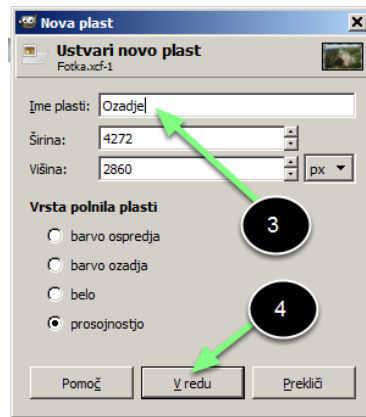 Nova plast
Ustvari novo plast
Fotka.xcf-1
Ime plasti: Ozadje
Širina: 4272
Višina: 2860 px
Vrsta polnila plasti
3
barvo ospredja
barvo ozadja
belo
4
prosojnostjo
Pomoč V redu Prekliči